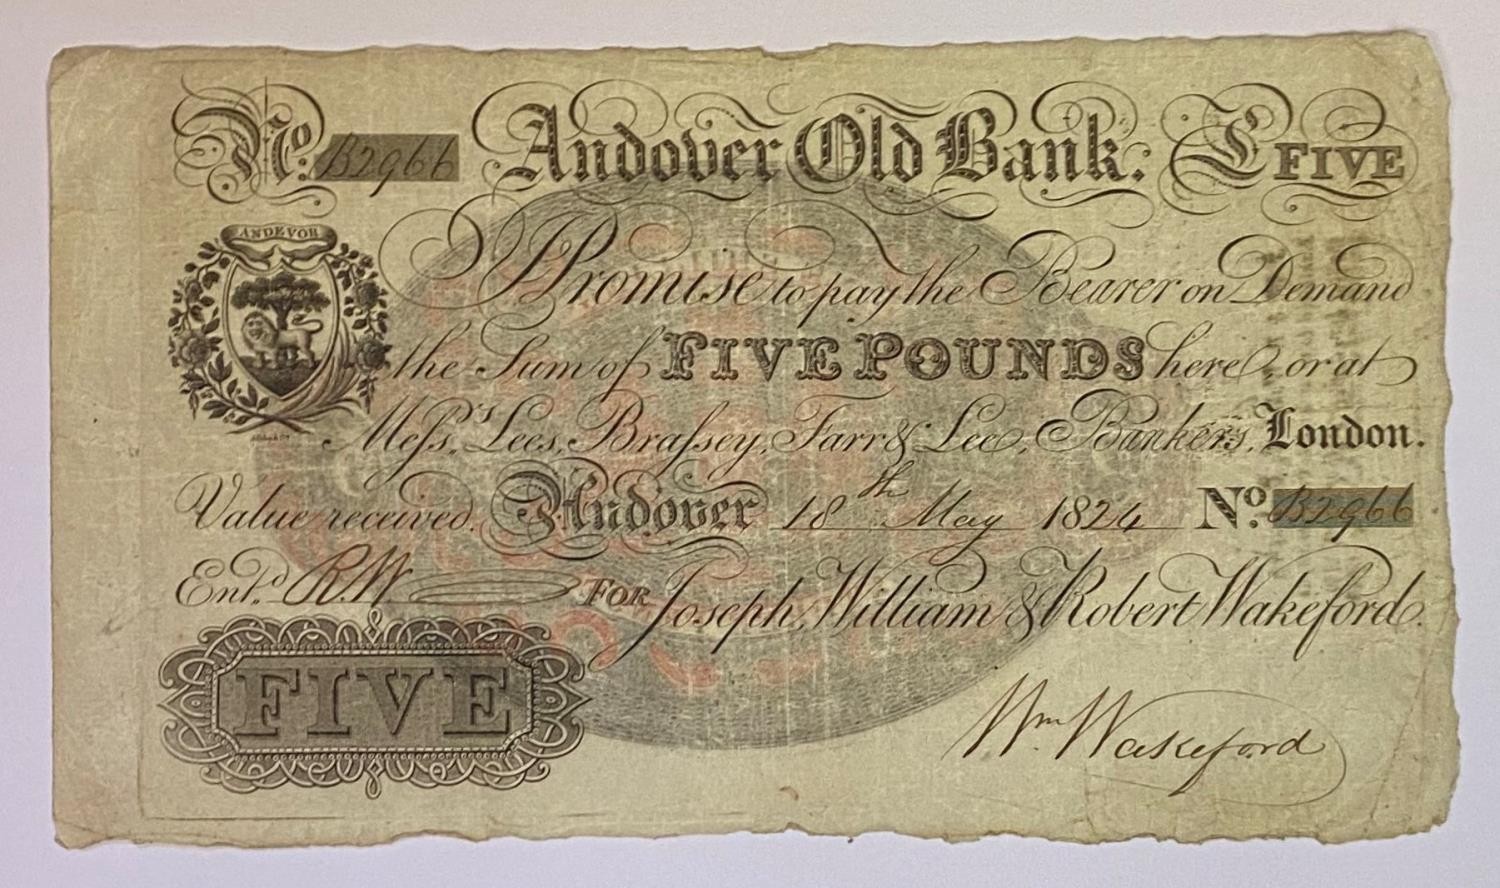 No. B2966 Andover Old Bank. £FIVE
ANDEVOR
I Promise to pay the Bearer on Demand
the Sum of FIVE POUNDS here or at
Meſsrs. Lees, Braſsey, Farr & Lee, Bankers, London.
Value received. Andover 18th May 1824 No. B2966
Entd. R.W FOR Joseph, William & Robert Wakeford.
FIVE
Wm. Wakeford